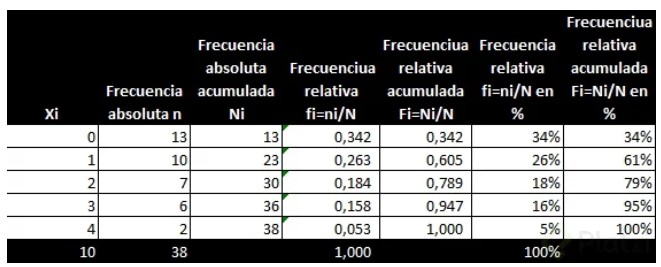 Xi | Frecuencia absoluta n | Frecuencia absoluta acumulada Ni | Frecuenciua relativa fi=ni/N | Frecuenciua relativa acumulada Fi=Ni/N | Frecuencia relativa fi=ni/N en % | Frecuenciua relativa acumulada Fi=Ni/N en %
0 | 13 | 13 | 0,342 | 0,342 | 34% | 34%
1 | 10 | 23 | 0,263 | 0,605 | 26% | 61%
2 | 7 | 30 | 0,184 | 0,789 | 18% | 79%
3 | 6 | 36 | 0,158 | 0,947 | 16% | 95%
4 | 2 | 38 | 0,053 | 1,000 | 5% | 100%
10 | 38 | 1,000 | 100%